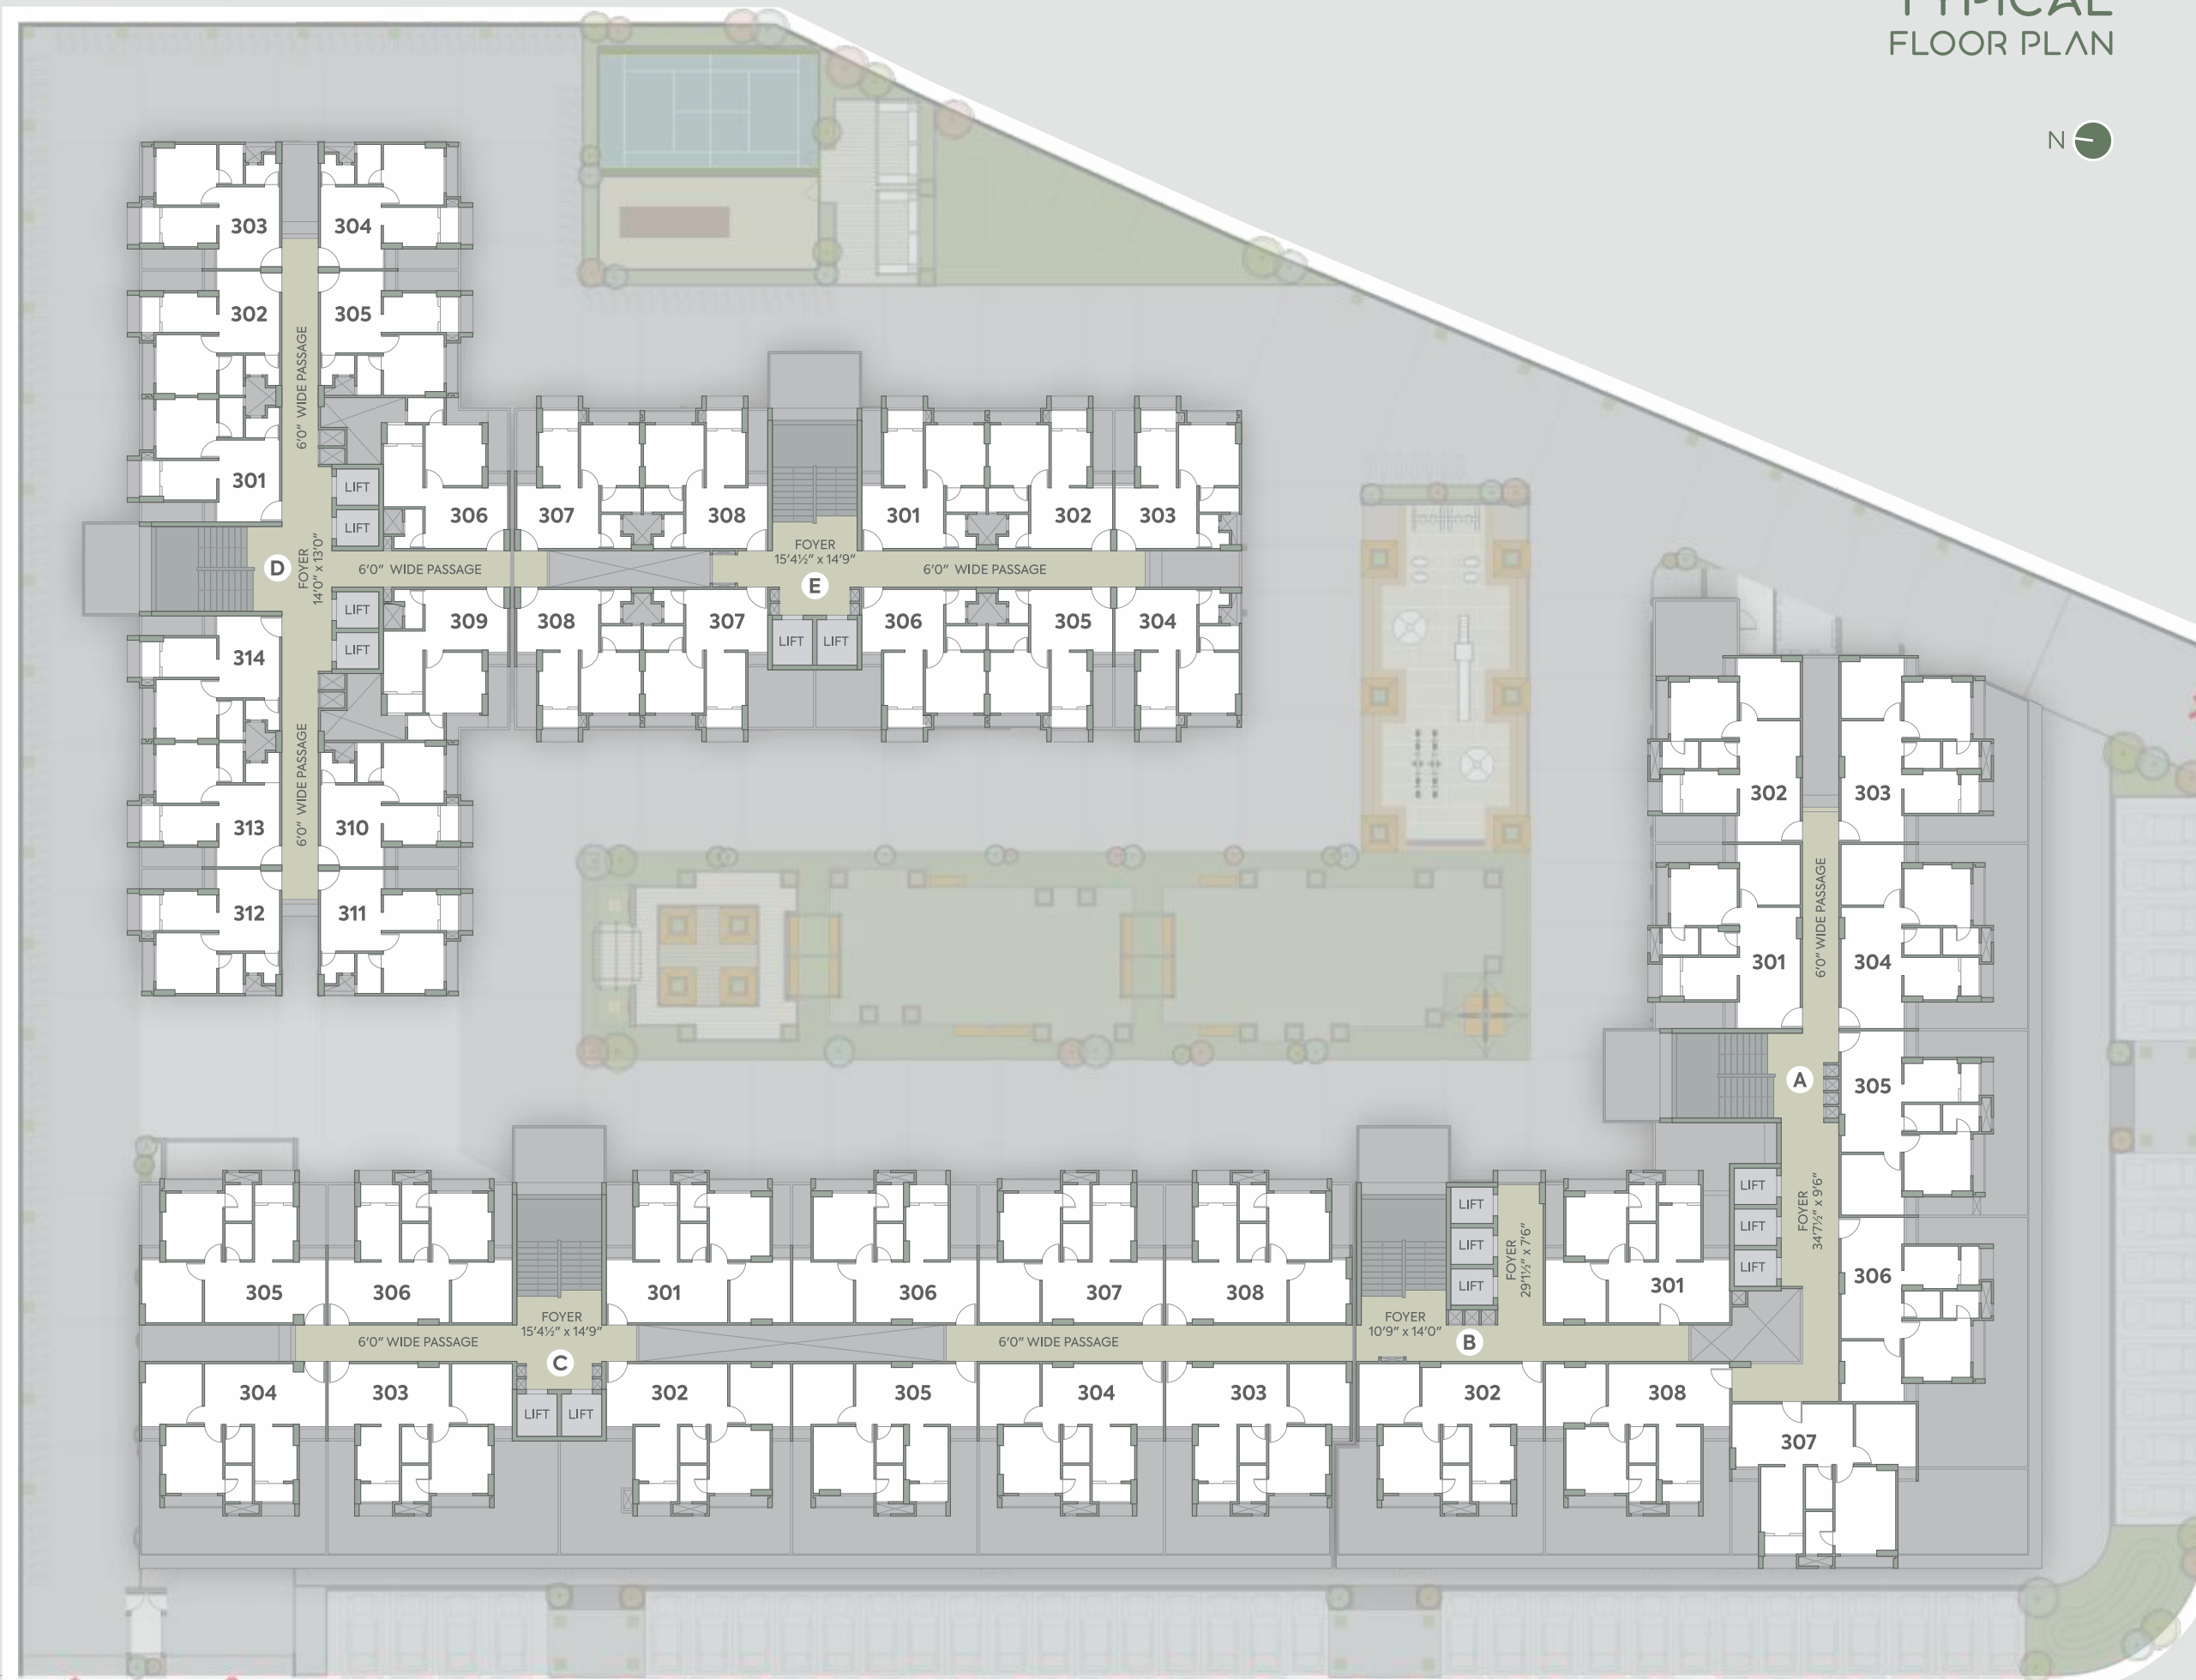 TYPICAL
FLOOR PLAN
N
303
304
302
305
6'0" WIDE PASSAGE
301
LIFT
LIFT
306
307
308
301
302
303
D
FOYER
14'0" x 13'0"
6'0" WIDE PASSAGE
FOYER
15'4½" x 14'9"
E
6'0" WIDE PASSAGE
LIFT
LIFT
309
308
307
LIFT
LIFT
306
305
304
314
6'0" WIDE PASSAGE
313
310
312
311
302
303
6'0" WIDE PASSAGE
301
304
A
305
LIFT
LIFT
LIFT
FOYER
34'7½" x 9'6"
306
305
306
301
306
307
308
LIFT
LIFT
LIFT
FOYER
29'1½" x 7'6"
301
6'0" WIDE PASSAGE
FOYER
15'4½" x 14'9"
C
6'0" WIDE PASSAGE
FOYER
10'9" x 14'0"
B
304
303
LIFT
LIFT
302
305
304
303
302
308
307